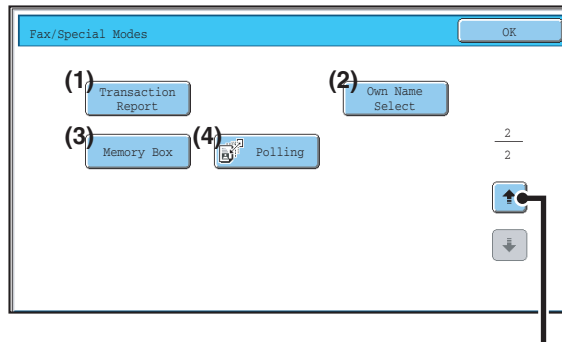 Fax/Special Modes
OK
(1)
Transaction
Report
(2)
Own Name
Select
(3)
Memory Box
(4)
Polling
2
2